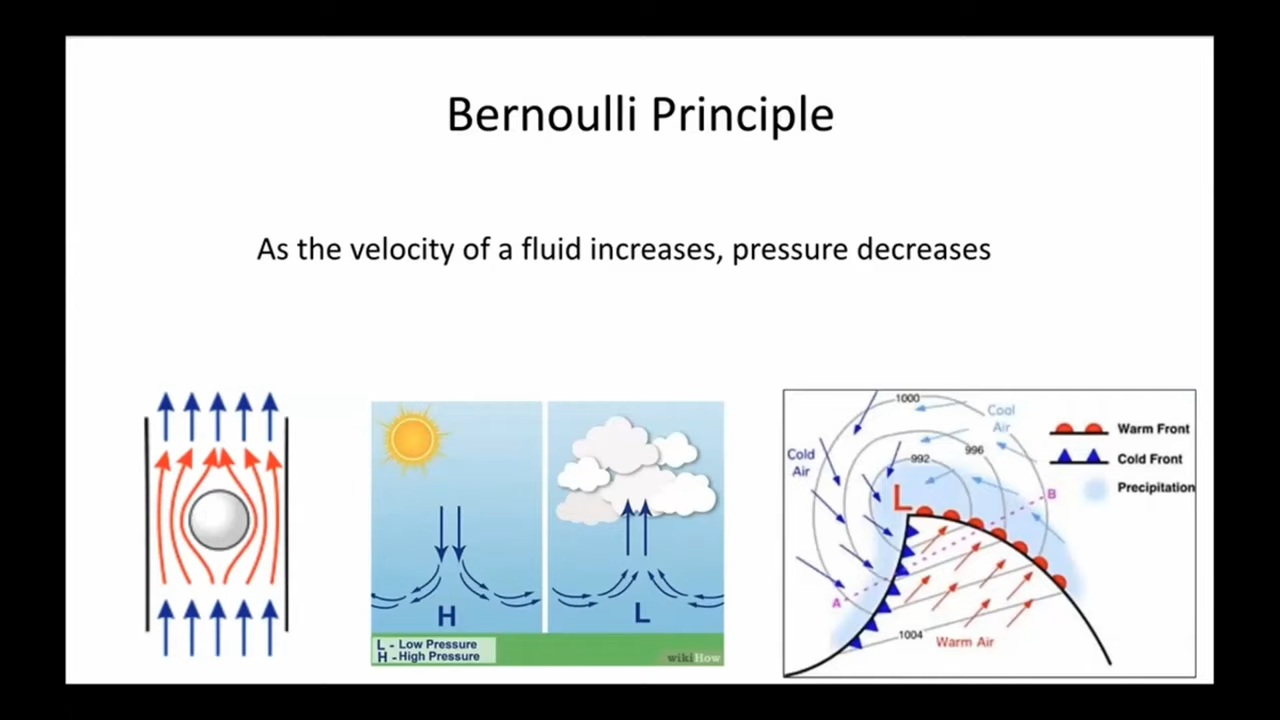 Bernoulli Principle
As the velocity of a fluid increases, pressure decreases
H
L
L - Low Pressure
H - High Pressure
wikiHow
1000
Cool
Air
Cold
Air
992
996
L
B
A
1004
Warm Air
Warm Front
Cold Front
Precipitation